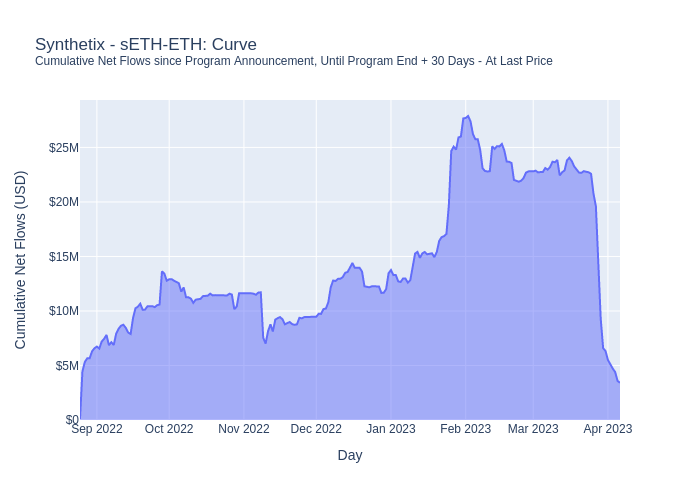 Synthetix - sETH-ETH: Curve
Cumulative Net Flows since Program Announcement, Until Program End + 30 Days - At Last Price
Cumulative Net Flows (USD)
$25M
$20M
$15M
$10M
$5M
$0
Sep 2022 Oct 2022 Nov 2022 Dec 2022 Jan 2023 Feb 2023 Mar 2023 Apr 2023
Day